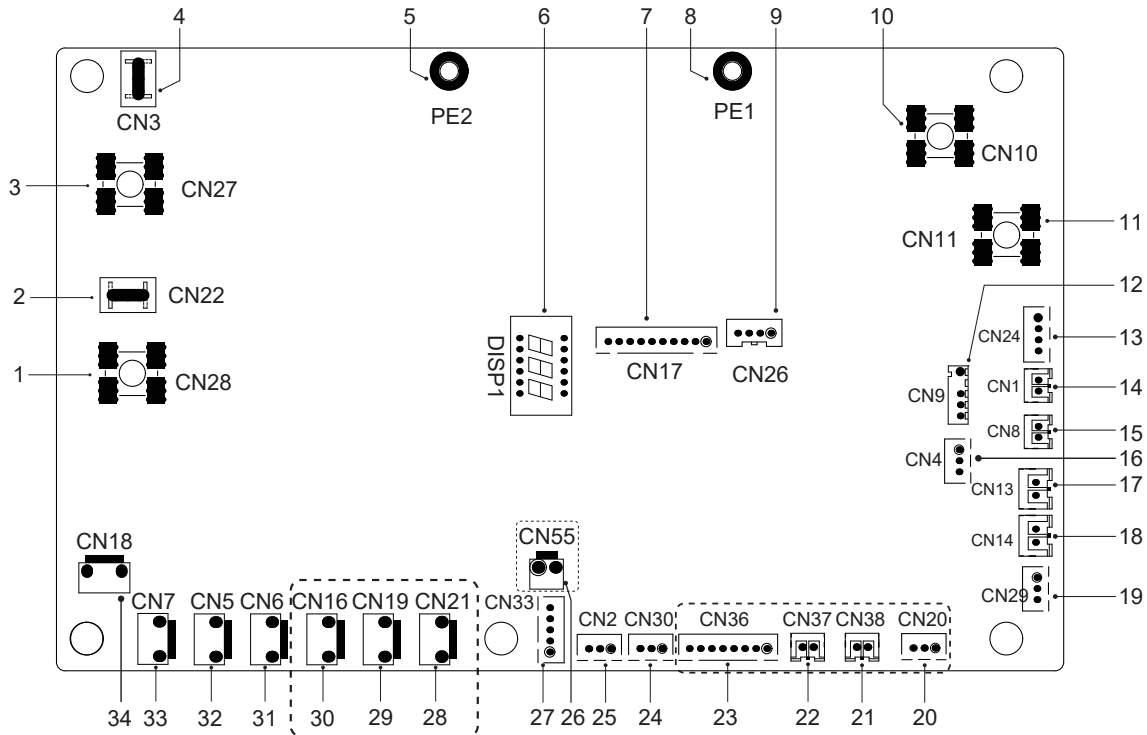 4
5
6
7
8
9
10
CN3
PE2
PE1
CN10
3
CN27
CN11
11
2
CN22
12
DISP1
CN17
CN26
CN24
13
1
CN28
CN9
CN1
14
CN8
15
CN4
16
CN13
17
CN18
CN55
CN14
18
CN7
CN5
CN6
CN16
CN19
CN21
CN33
CN2
CN30
CN36
CN37
CN38
CN20
CN29
19
34
33
32
31
30
29
28
27
26
25
24
23
22
21
20